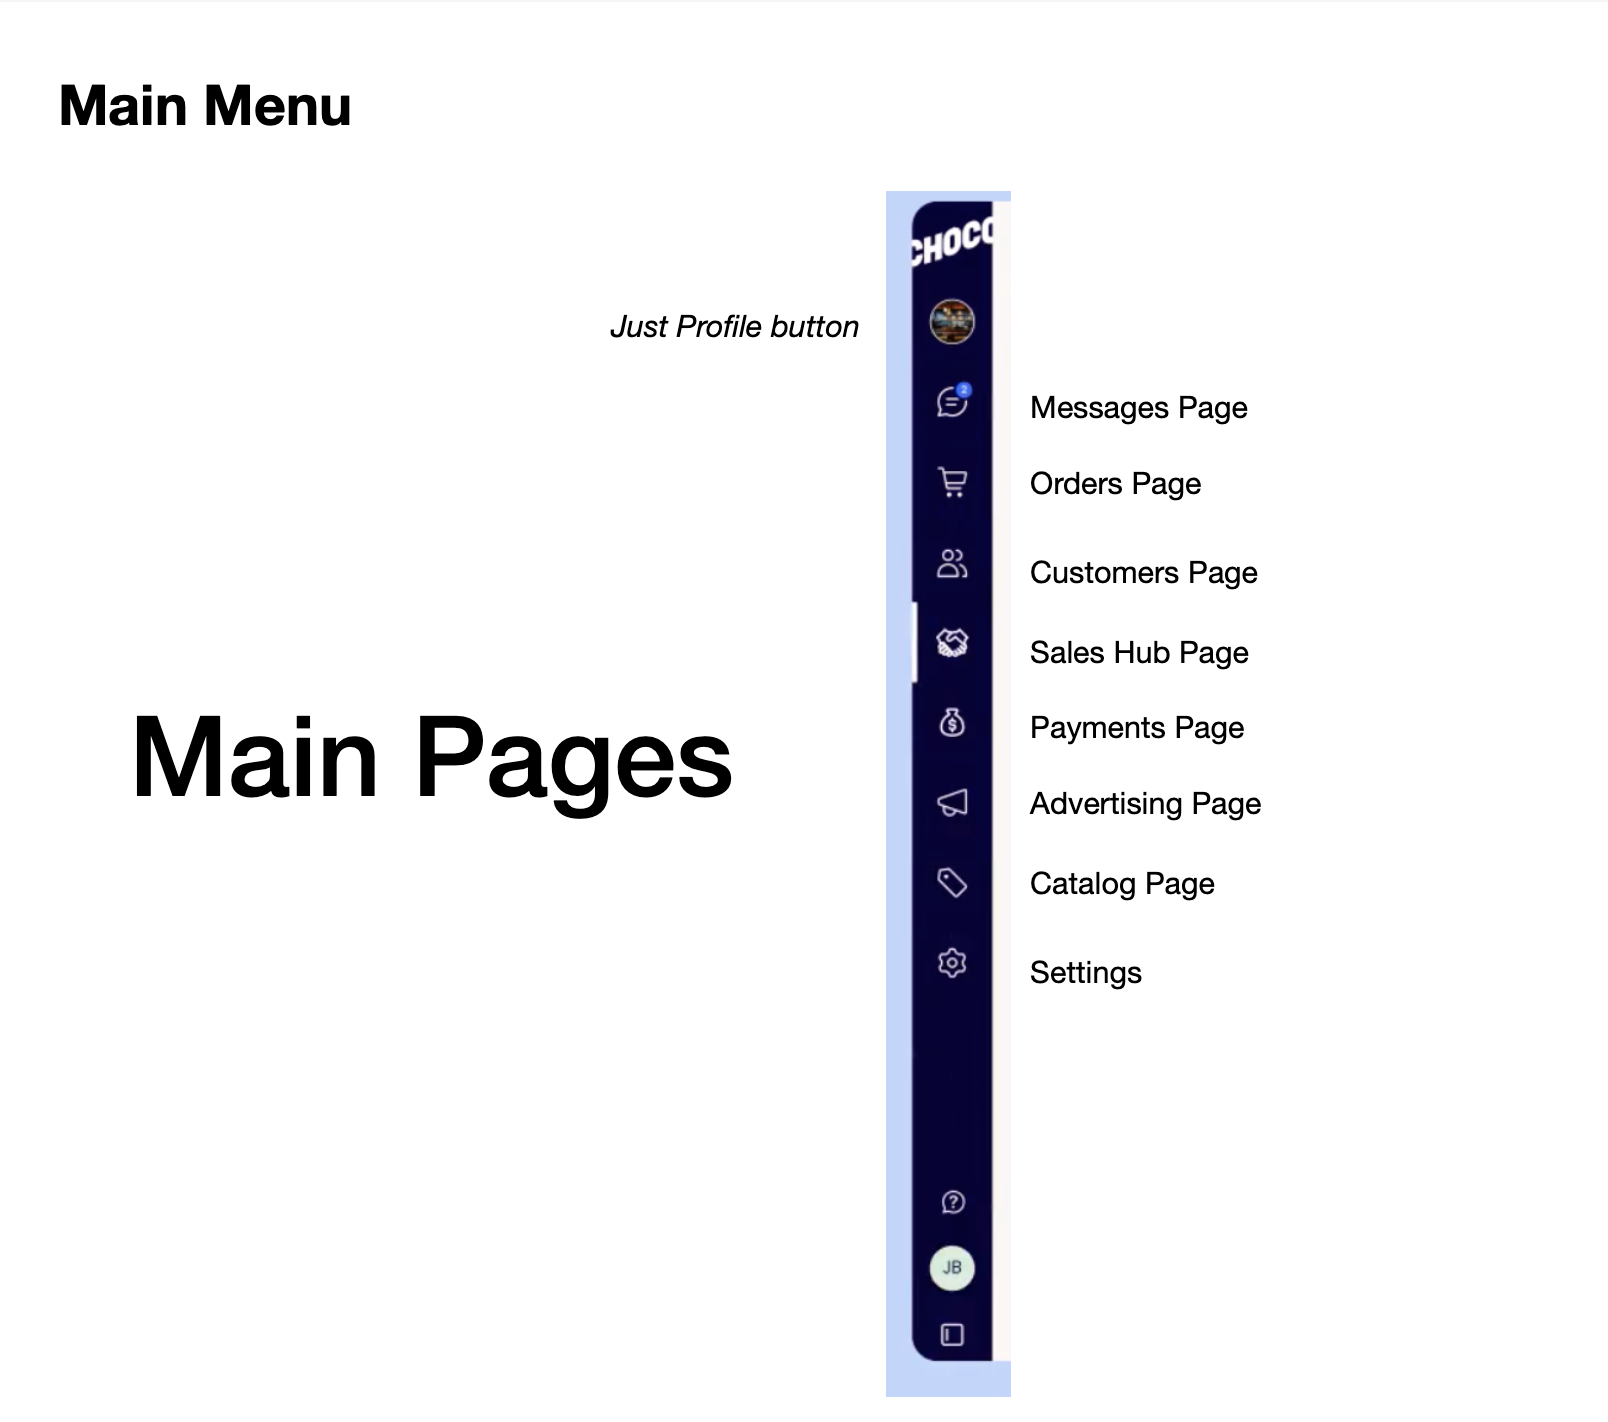 Main Menu
CHOCO
Just Profile button
2
Messages Page
Orders Page
Customers Page
Sales Hub Page
Main Pages
$
Payments Page
Advertising Page
Catalog Page
Settings
?
JB